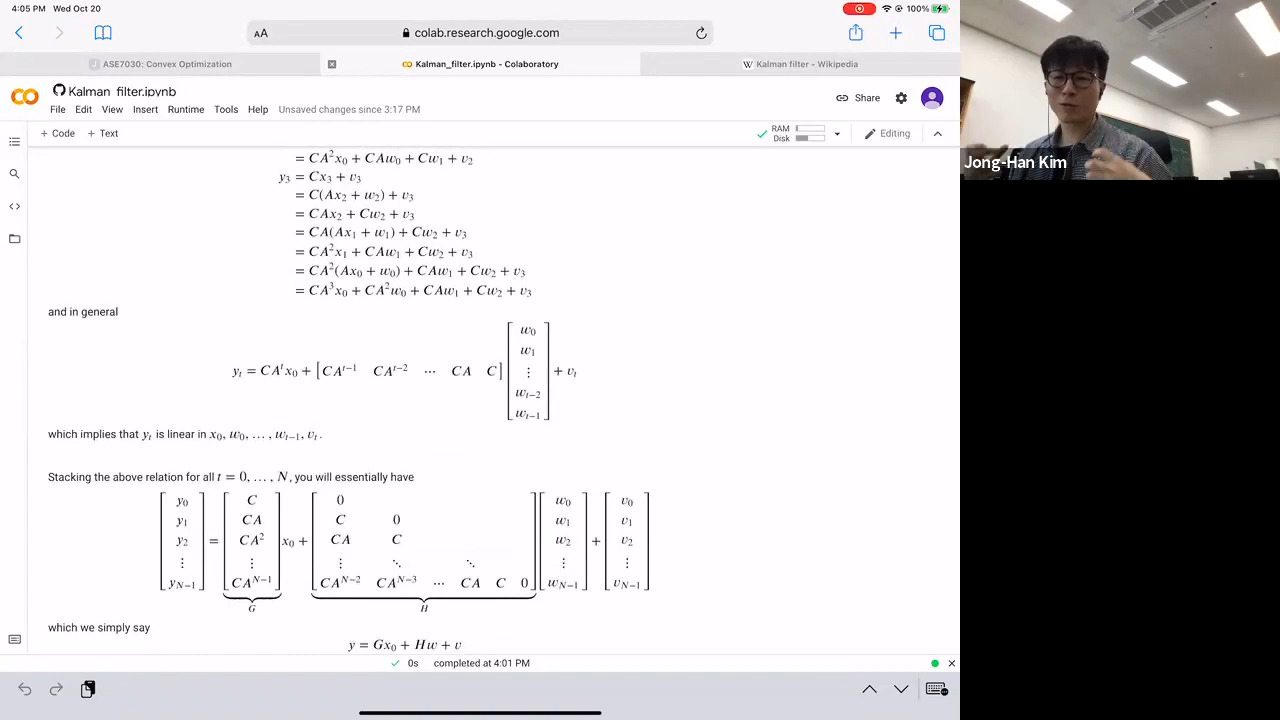 4:05 PM Wed Oct 20
100%
AA
colab.research.google.com
ASE7030: Convex Optimization
Kalman_filter.ipynb - Colaboratory
Kalman filter - Wikipedia
Kalman_filter.ipynb
Share
File Edit View Insert Runtime Tools Help Unsaved changes since 3:17 PM
+ Code + Text
RAM
Disk
Editing
= CA²x₀ + CAw₀ + Cw₁ + v₂
y₃ = Cx₃ + v₃
= C(Ax₂ + w₂) + v₃
= CAx₂ + Cw₂ + v₃
= CA(Ax₁ + w₁) + Cw₂ + v₃
= CA²x₁ + CAw₁ + Cw₂ + v₃
= CA²(Ax₀ + w₀) + CAw₁ + Cw₂ + v₃
= CA³x₀ + CA²w₀ + CAw₁ + Cw₂ + v₃
and in general
yₜ = CAᵗx₀ + [CAᵗ⁻¹ CAᵗ⁻² ⋯ CA C] [w₀ w₁ ⋮ wₜ₋₂ wₜ₋₁] + vₜ
which implies that yₜ is linear in x₀, w₀, … , wₜ₋₁, vₜ.
Stacking the above relation for all t = 0, … , N, you will essentially have
y₀ C 0 w₀ v₀
y₁ CA C 0 w₁ v₁
y₂ = CA² x₀ + CA C w₂ + v₂
⋮ ⋮ ⋮ ⋱ ⋱ ⋮ ⋮
y_{N−1} CA^{N−1} CA^{N−2} CA^{N−3} ⋯ CA C 0 w_{N−1} v_{N−1}
G H
which we simply say
y = Gx₀ + Hw + v
0s completed at 4:01 PM
Jong-Han Kim